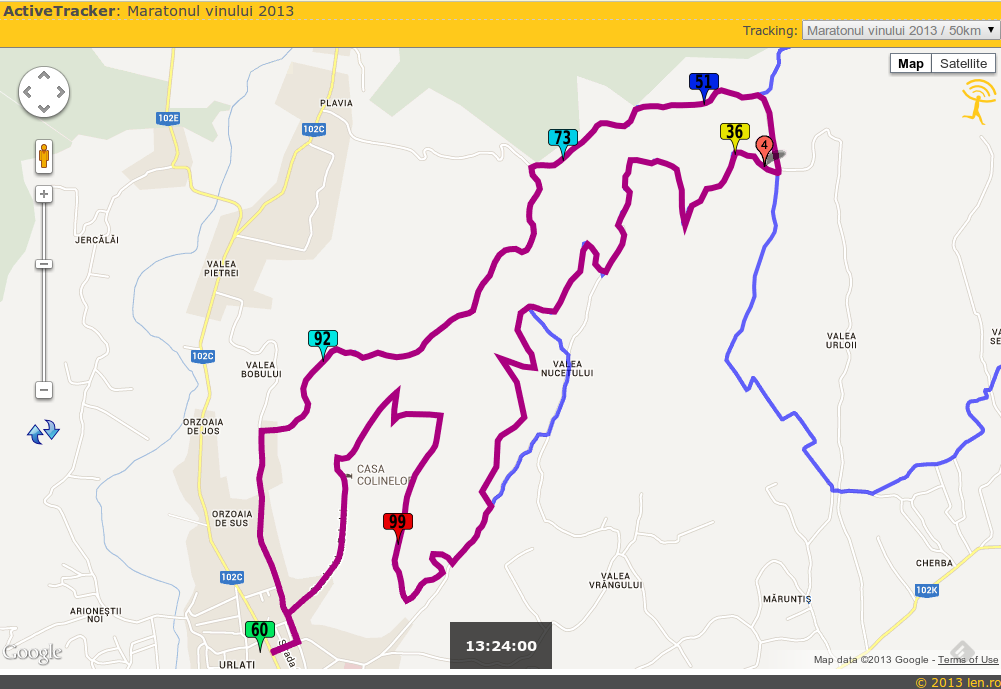 ActiveTracker: Maratonul vinului 2013
Tracking: Maratonul vinului 2013 / 50km
Map Satellite
51
PLAVIA
102E
102C
73
36
4
JERCĂLĂI
VALEA
PIETREI
92
102C
VALEA
BOBULUI
VALEA
NUCETULUI
VALEA
URLOII
VA
SE
ORZOAIA
DE JOS
CASA
COLINELOR
99
ORZOAIA
DE SUS
102C
VALEA
VRÂNGULUI
CHERBA
102K
MĂRUNȚIȘ
ARIONEȘTII
NOI
60
Strada
13:24:00
Google
URLATI
Map data ©2013 Google - Terms of Use
© 2013 len.ro